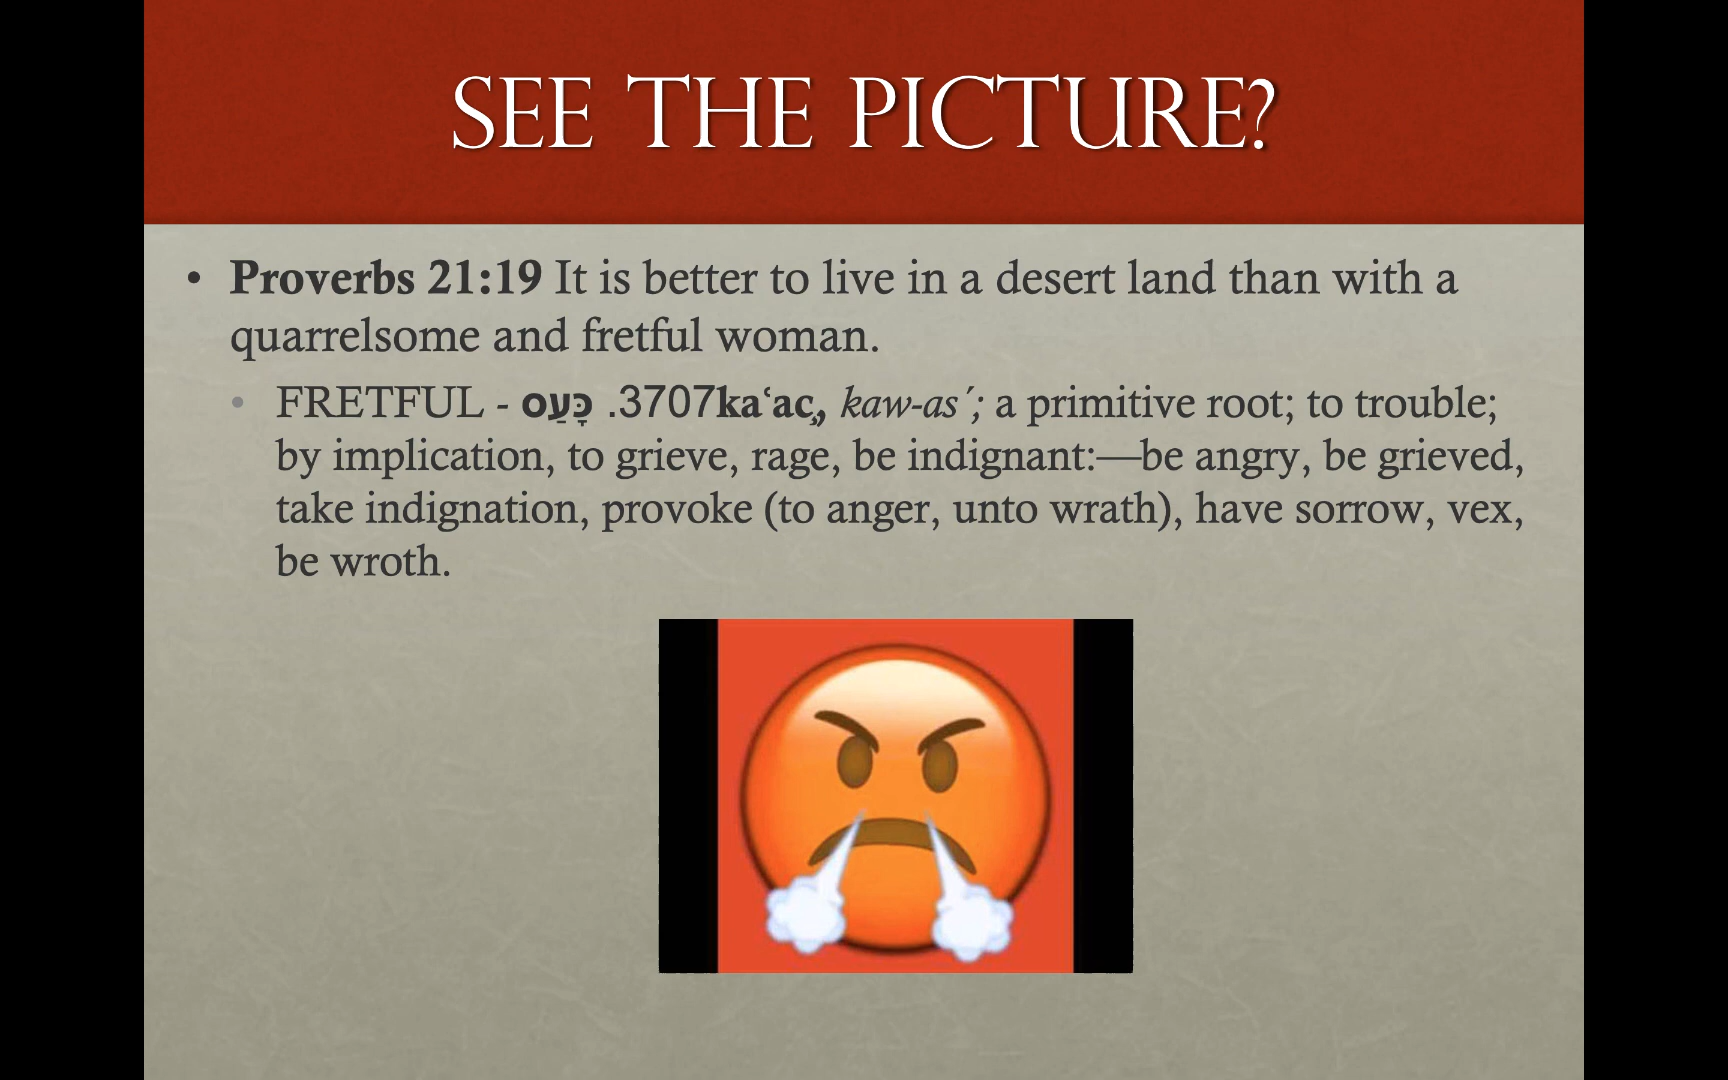 SEE THE PICTURE?
• Proverbs 21:19 It is better to live in a desert land than with a
quarrelsome and fretful woman.
• FRETFUL - כָּעַס .3707kaʻac̹, kaw-as´; a primitive root; to trouble;
by implication, to grieve, rage, be indignant:—be angry, be grieved,
take indignation, provoke (to anger, unto wrath), have sorrow, vex,
be wroth.